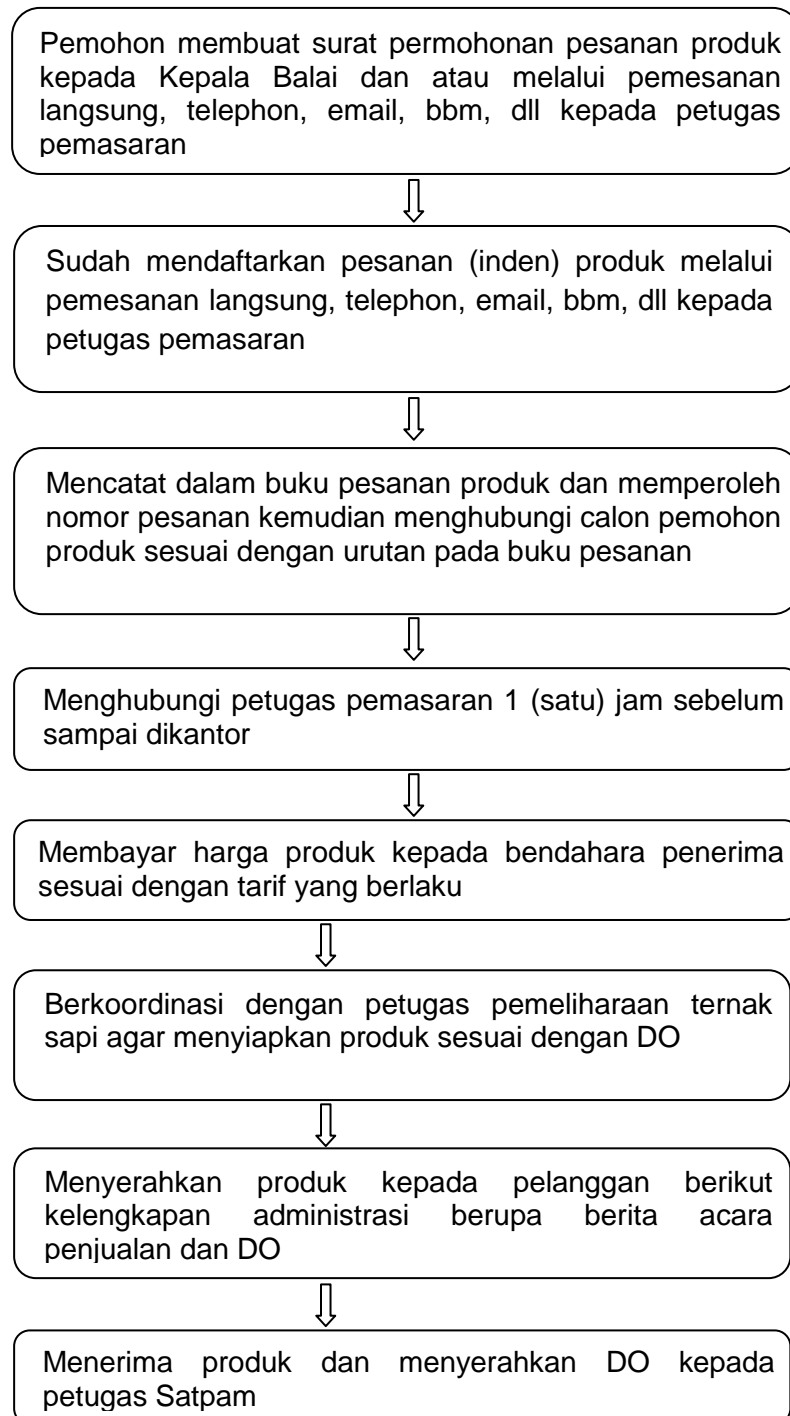 Pemohon membuat surat permohonan pesanan produk
kepada Kepala Balai dan atau melalui pemesanan
langsung, telephon, email, bbm, dll kepada petugas
pemasaran
Sudah mendaftarkan pesanan (inden) produk melalui
pemesanan langsung, telephon, email, bbm, dll kepada
petugas pemasaran
Mencatat dalam buku pesanan produk dan memperoleh
nomor pesanan kemudian menghubungi calon pemohon
produk sesuai dengan urutan pada buku pesanan
Menghubungi petugas pemasaran 1 (satu) jam sebelum
sampai dikantor
Membayar harga produk kepada bendahara penerima
sesuai dengan tarif yang berlaku
Berkoordinasi dengan petugas pemeliharaan ternak
sapi agar menyiapkan produk sesuai dengan DO
Menyerahkan produk kepada pelanggan berikut
kelengkapan administrasi berupa berita acara
penjualan dan DO
Menerima produk dan menyerahkan DO kepada
petugas Satpam